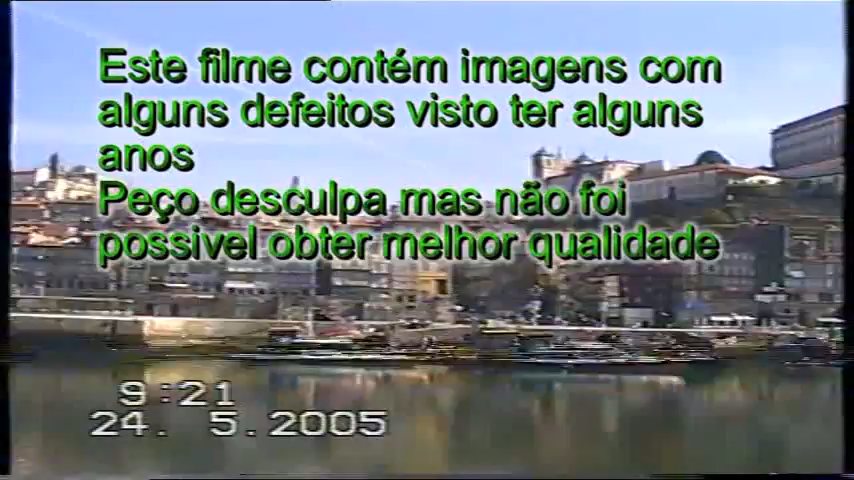 Este filme contém imagens com
alguns defeitos visto ter alguns
anos
Peço desculpa mas não foi
possivel obter melhor qualidade
9:21
24. 5.2005